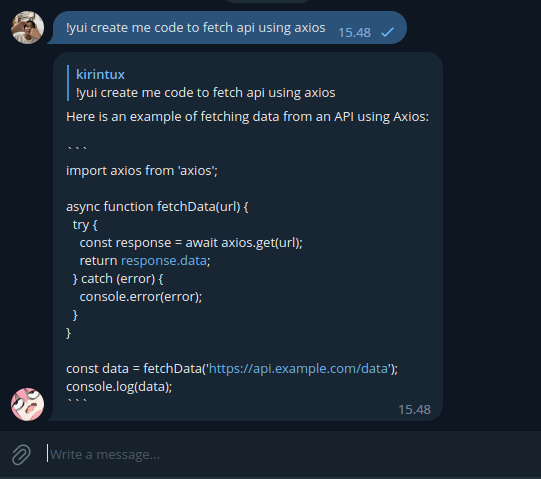 !yui create me code to fetch api using axios 15.48
kirintux
!yui create me code to fetch api using axios
Here is an example of fetching data from an API using Axios:
```
import axios from 'axios';
async function fetchData(url) {
try {
const response = await axios.get(url);
return response.data;
} catch (error) {
console.error(error);
}
}
const data = fetchData('https://api.example.com/data');
console.log(data);
```
15.48
Write a message...